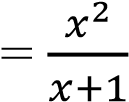 = x²/(x+1)